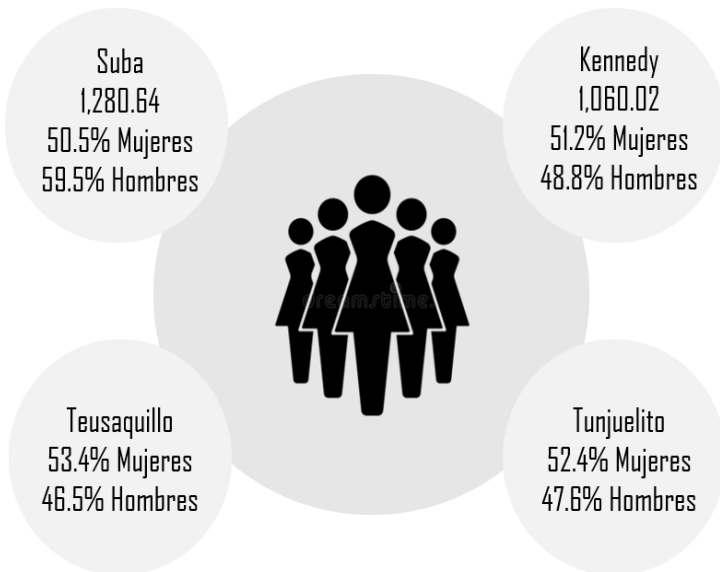 Suba
1,280.64
50.5% Mujeres
59.5% Hombres
Kennedy
1,060.02
51.2% Mujeres
48.8% Hombres
dreamstime.
Teusaquillo
53.4% Mujeres
46.5% Hombres
Tunjuelito
52.4% Mujeres
47.6% Hombres